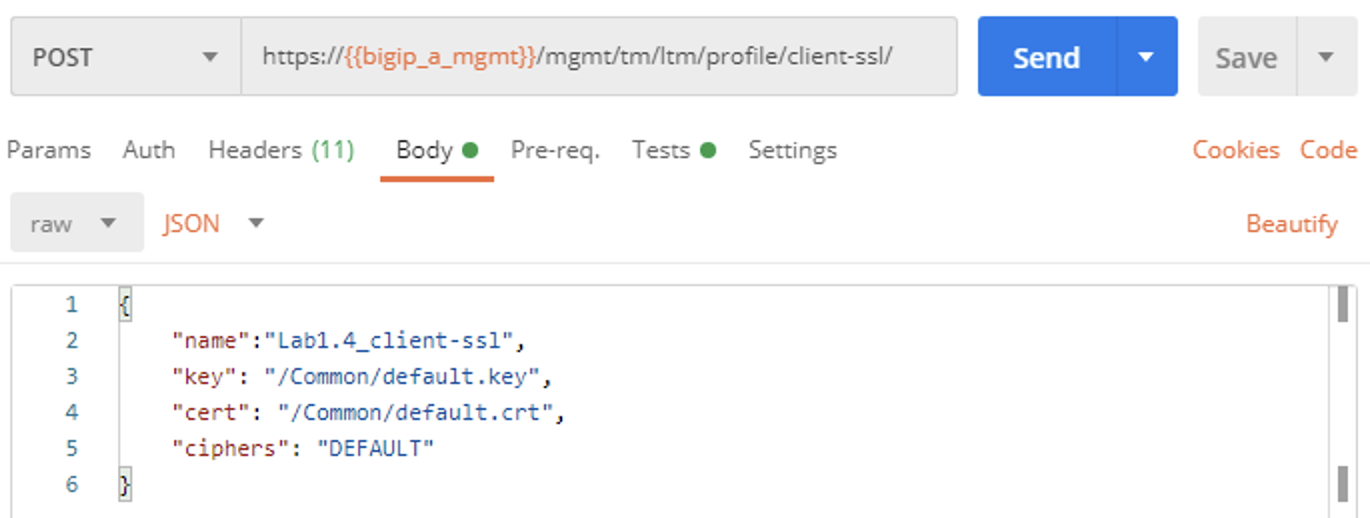 POST https://{{bigip_a_mgmt}}/mgmt/tm/ltm/profile/client-ssl/ Send Save
Params Auth Headers (11) Body Pre-req. Tests Settings Cookies Code
raw JSON Beautify
1 {
2 "name":"Lab1.4_client-ssl",
3 "key": "/Common/default.key",
4 "cert": "/Common/default.crt",
5 "ciphers": "DEFAULT"
6 }